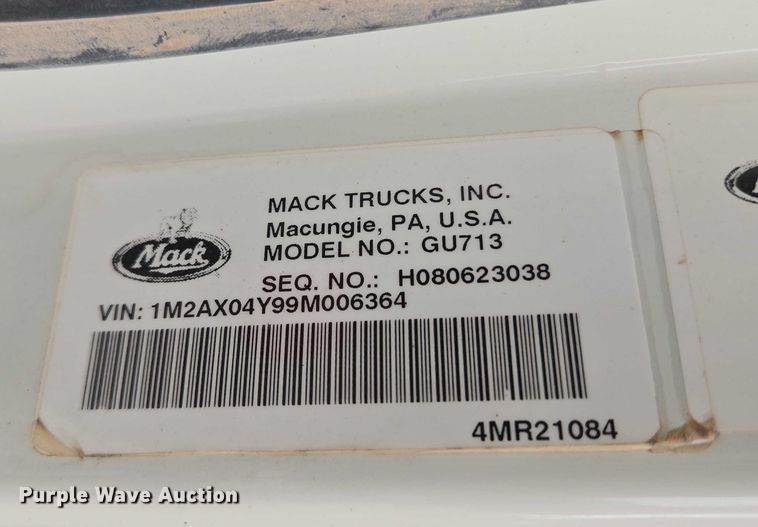 MACK TRUCKS, INC.
Macungie, PA, U.S.A.
MODEL NO.: GU713
Mack
SEQ. NO.: H080623038
VIN: 1M2AX04Y99M006364
4MR21084
Purple Wave Auction